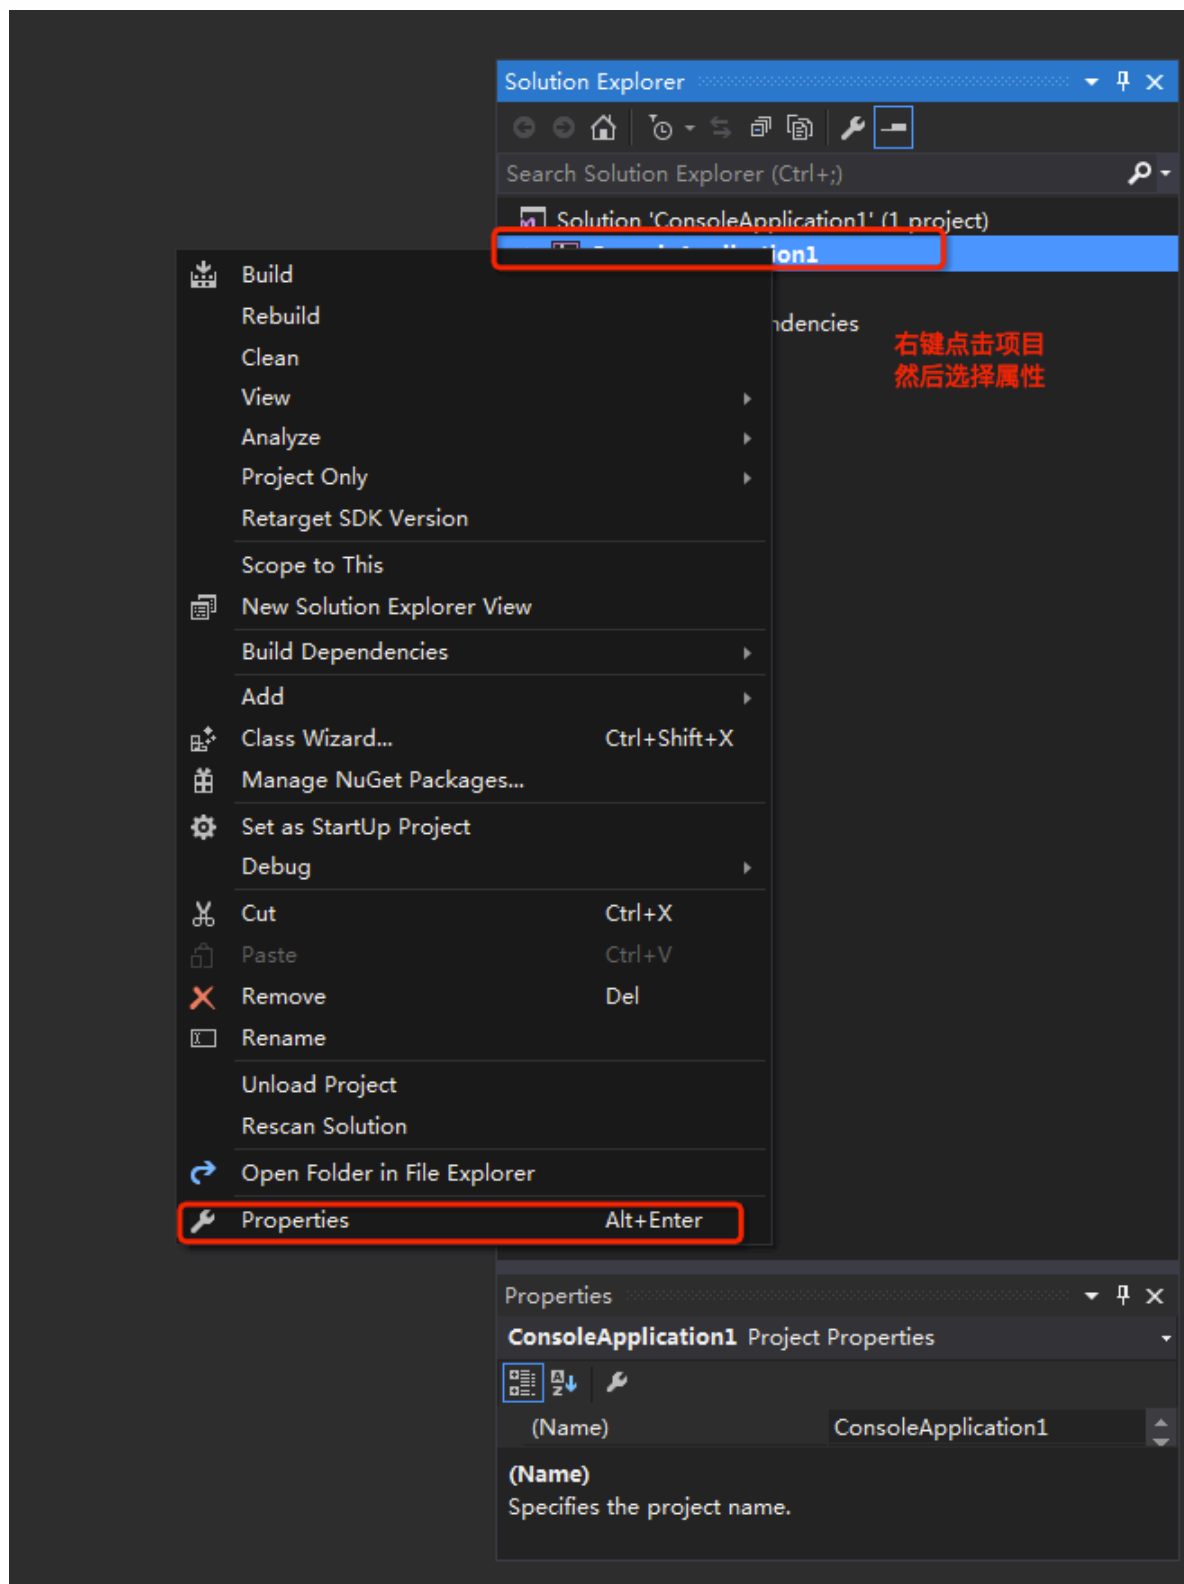 Solution Explorer
Search Solution Explorer (Ctrl+;)
Solution 'ConsoleApplication1' (1 project)
Build
Rebuild
Clean
View
Analyze
Project Only
Retarget SDK Version
Scope to This
New Solution Explorer View
Build Dependencies
Add
Class Wizard... Ctrl+Shift+X
Manage NuGet Packages...
Set as StartUp Project
Debug
Cut Ctrl+X
Paste Ctrl+V
Remove Del
Rename
Unload Project
Rescan Solution
Open Folder in File Explorer
Properties Alt+Enter
右键点击项目
然后选择属性
Properties
ConsoleApplication1 Project Properties
(Name) ConsoleApplication1
(Name)
Specifies the project name.